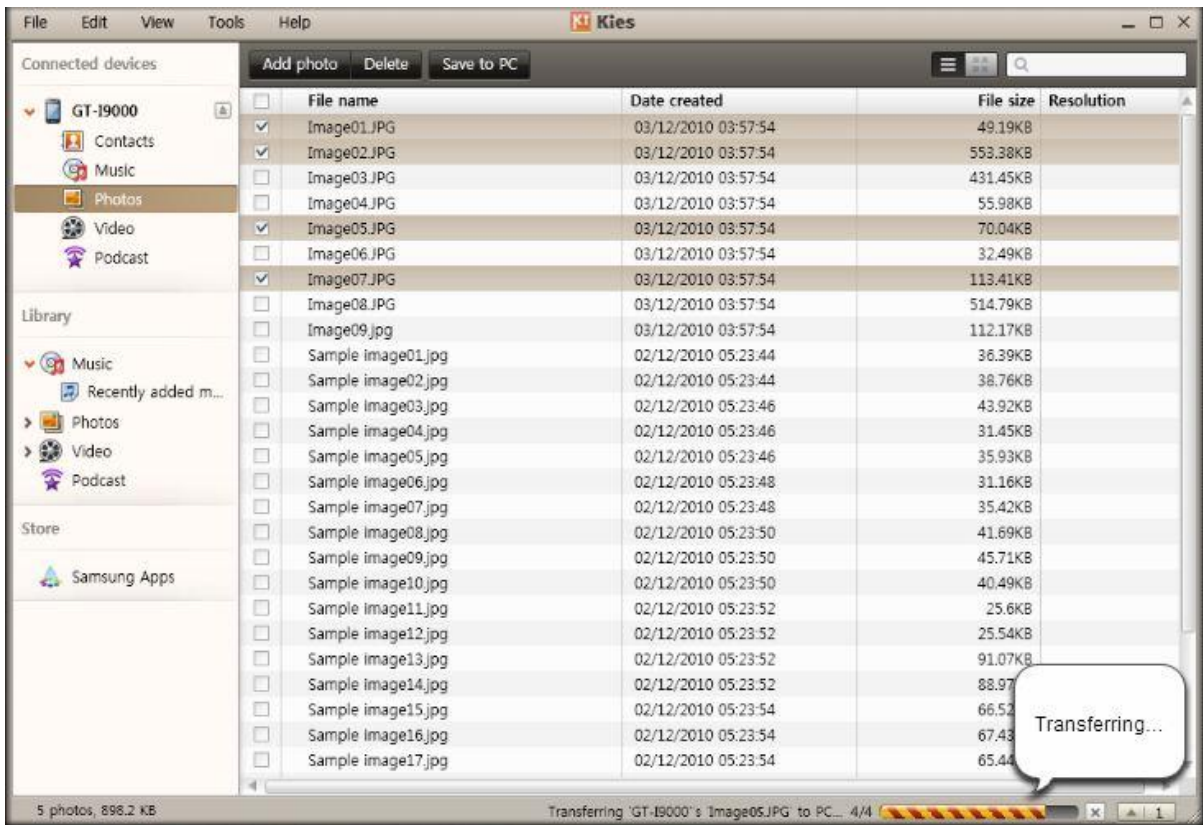 File Edit View Tools Help Kies
Connected devices
Add photo Delete Save to PC
File name Date created File size Resolution
GT-I9000
Contacts
Music
Photos
Video
Podcast
Image01.JPG 03/12/2010 03:57:54 49.19KB
Image02.JPG 03/12/2010 03:57:54 553.38KB
Image03.JPG 03/12/2010 03:57:54 431.45KB
Image04.JPG 03/12/2010 03:57:54 55.98KB
Image05.JPG 03/12/2010 03:57:54 70.04KB
Image06.JPG 03/12/2010 03:57:54 32.49KB
Image07.JPG 03/12/2010 03:57:54 113.41KB
Image08.JPG 03/12/2010 03:57:54 514.79KB
Image09.jpg 03/12/2010 03:57:54 112.17KB
Sample image01.jpg 02/12/2010 05:23:44 36.39KB
Sample image02.jpg 02/12/2010 05:23:44 38.76KB
Sample image03.jpg 02/12/2010 05:23:46 43.92KB
Sample image04.jpg 02/12/2010 05:23:46 31.45KB
Sample image05.jpg 02/12/2010 05:23:46 35.93KB
Sample image06.jpg 02/12/2010 05:23:48 31.16KB
Sample image07.jpg 02/12/2010 05:23:48 35.42KB
Sample image08.jpg 02/12/2010 05:23:50 41.69KB
Sample image09.jpg 02/12/2010 05:23:50 45.71KB
Sample image10.jpg 02/12/2010 05:23:50 40.49KB
Sample image11.jpg 02/12/2010 05:23:52 25.6KB
Sample image12.jpg 02/12/2010 05:23:52 25.54KB
Sample image13.jpg 02/12/2010 05:23:52 91.07KB
Sample image14.jpg 02/12/2010 05:23:52 88.97
Sample image15.jpg 02/12/2010 05:23:54 66.52
Sample image16.jpg 02/12/2010 05:23:54 67.43
Sample image17.jpg 02/12/2010 05:23:54 65.44
Library
Music
Recently added m...
Photos
Video
Podcast
Store
Samsung Apps
Transferring...
5 photos, 898.2 KB
Transferring 'GT-I9000''s 'Image05.JPG' to PC... 4/4
1